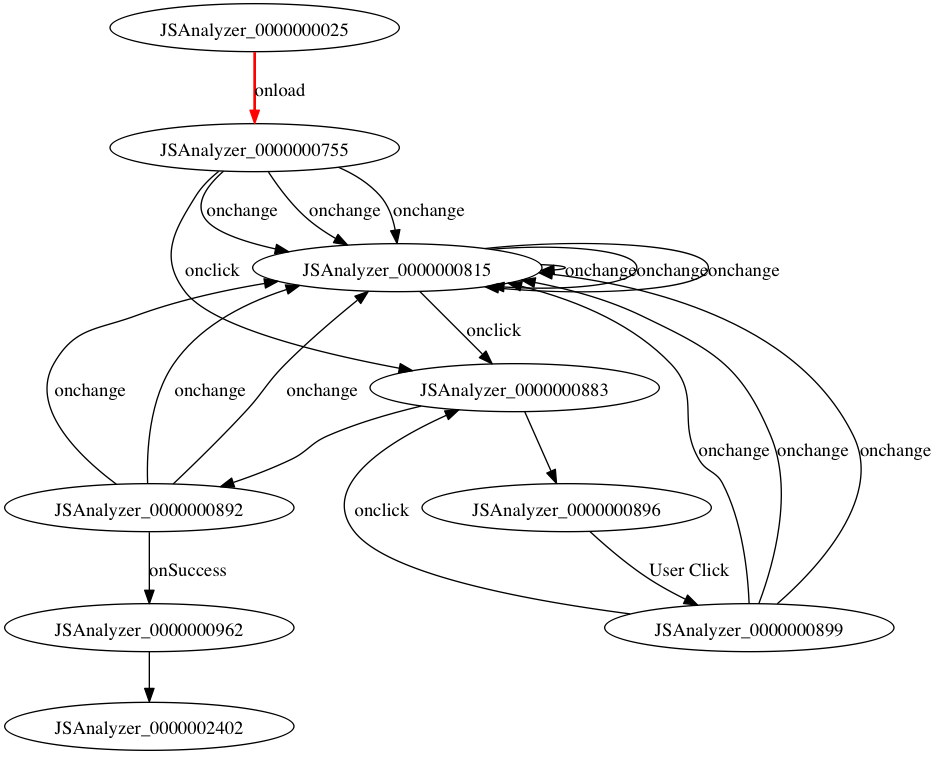 JSAnalyzer_0000000025
onload
JSAnalyzer_0000000755
onchange
onchange
onchange
onclick
JSAnalyzer_0000000815
onchange
onchange
onchange
onclick
onchange
onchange
onchange
JSAnalyzer_0000000883
onchange
onchange
onchange
JSAnalyzer_0000000892
onclick
JSAnalyzer_0000000896
onSuccess
User Click
JSAnalyzer_0000000962
JSAnalyzer_0000000899
JSAnalyzer_0000002402